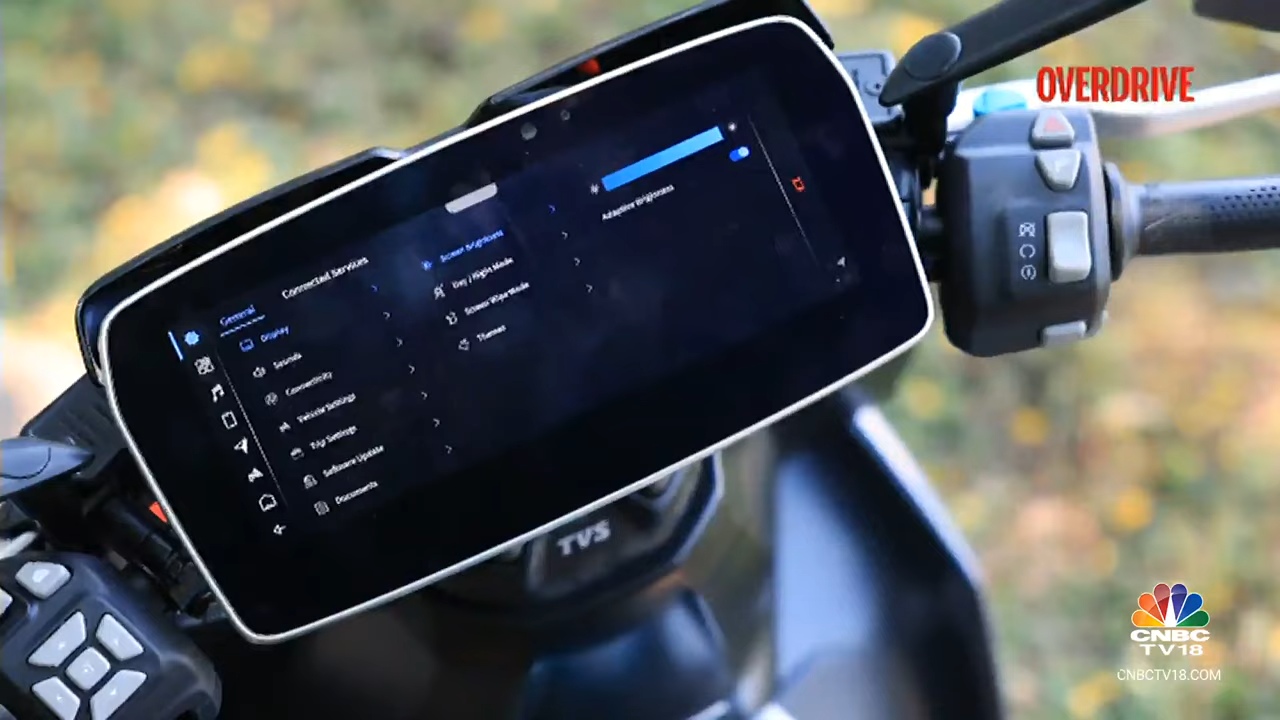 OVERDRIVE
General
Connected Services
Display
Sounds
Connectivity
Vehicle Settings
Trip Settings
Software Update
Documents
Screen Brightness
Day / Night Mode
Screen Wipe Mode
Themes
Adaptive Brightness
TVS
CNBC
TV18
CNBCTV18.COM